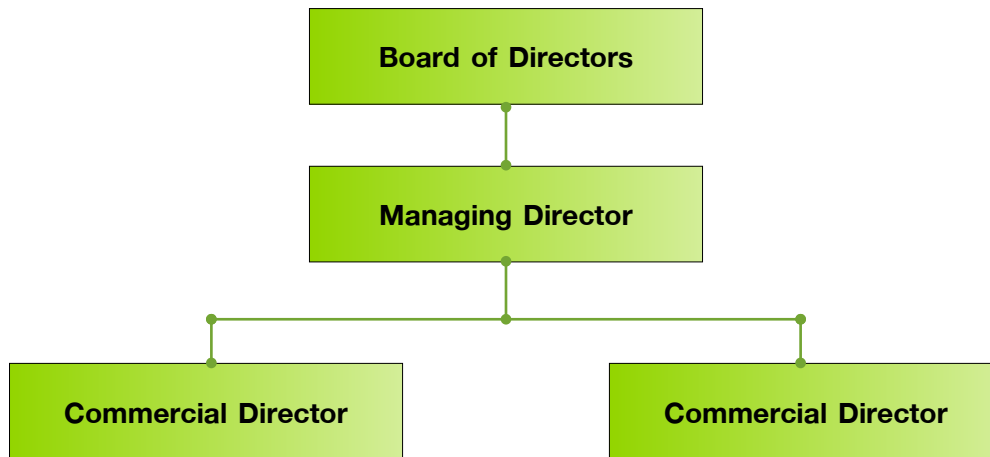 Board of Directors
Managing Director
Commercial Director
Commercial Director